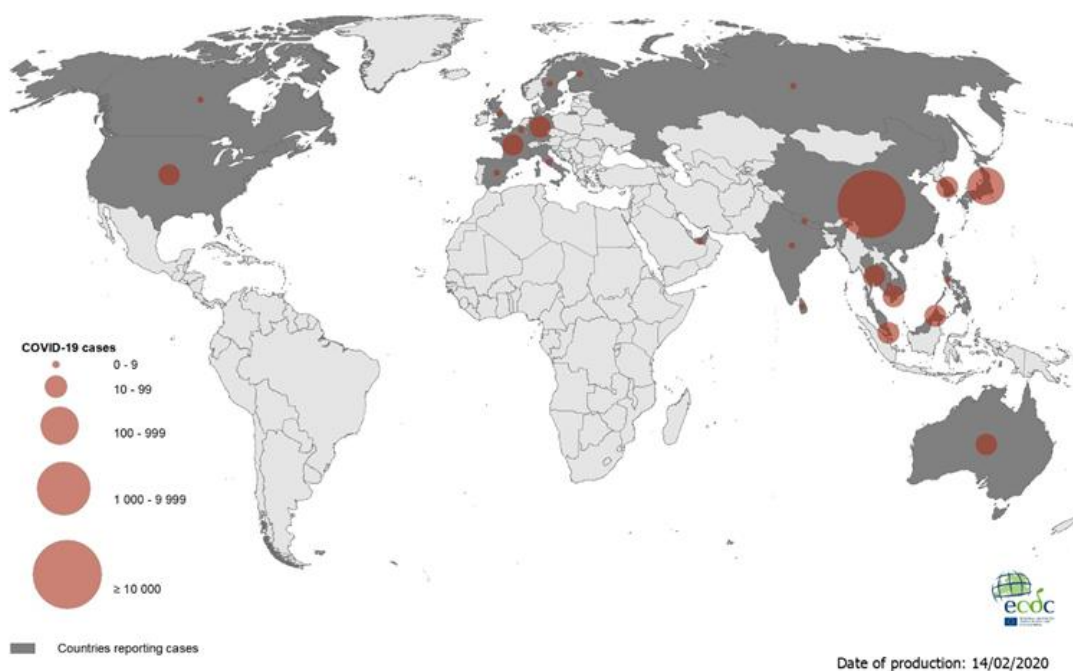 COVID-19 cases
0 - 9
10 - 99
100 - 999
1 000 - 9 999
≥ 10 000
Countries reporting cases
ecdc
Date of production: 14/02/2020